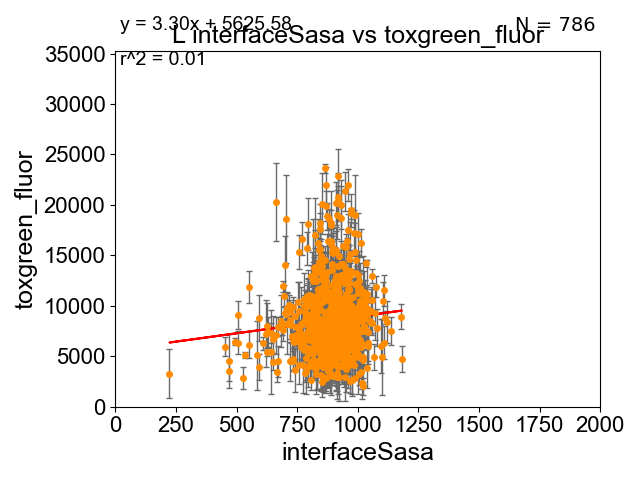 y = 3.30x + 5625.58
N = 786
L interfaceSasa vs toxgreen_fluor
r^2 = 0.01
35000
30000
25000
20000
15000
10000
5000
0
toxgreen_fluor
0 250 500 750 1000 1250 1500 1750 2000
interfaceSasa